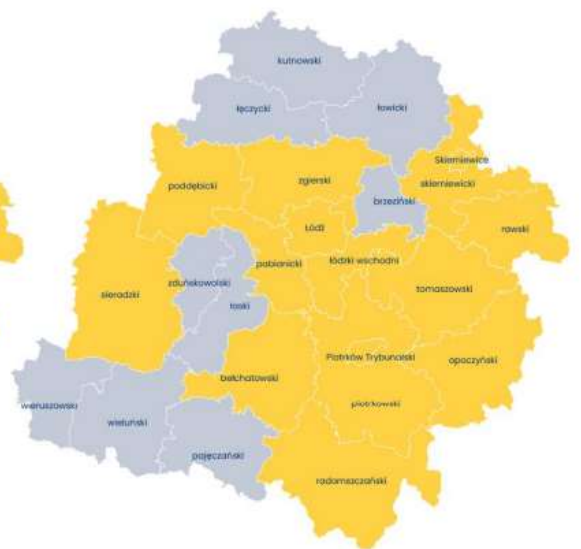 kutnowski
łęczycki
łowicki
Skierniewice
poddębicki
zgierski
skierniewicki
brzeziński
Łódź
rawski
pabianicki
łódzki wschodni
zduńskowolski
sieradzki
tomaszowski
łaski
Piotrków Trybunalski
opoczyński
bełchatowski
wieruszowski
piotrkowski
wieluński
pajęczański
radomszczański